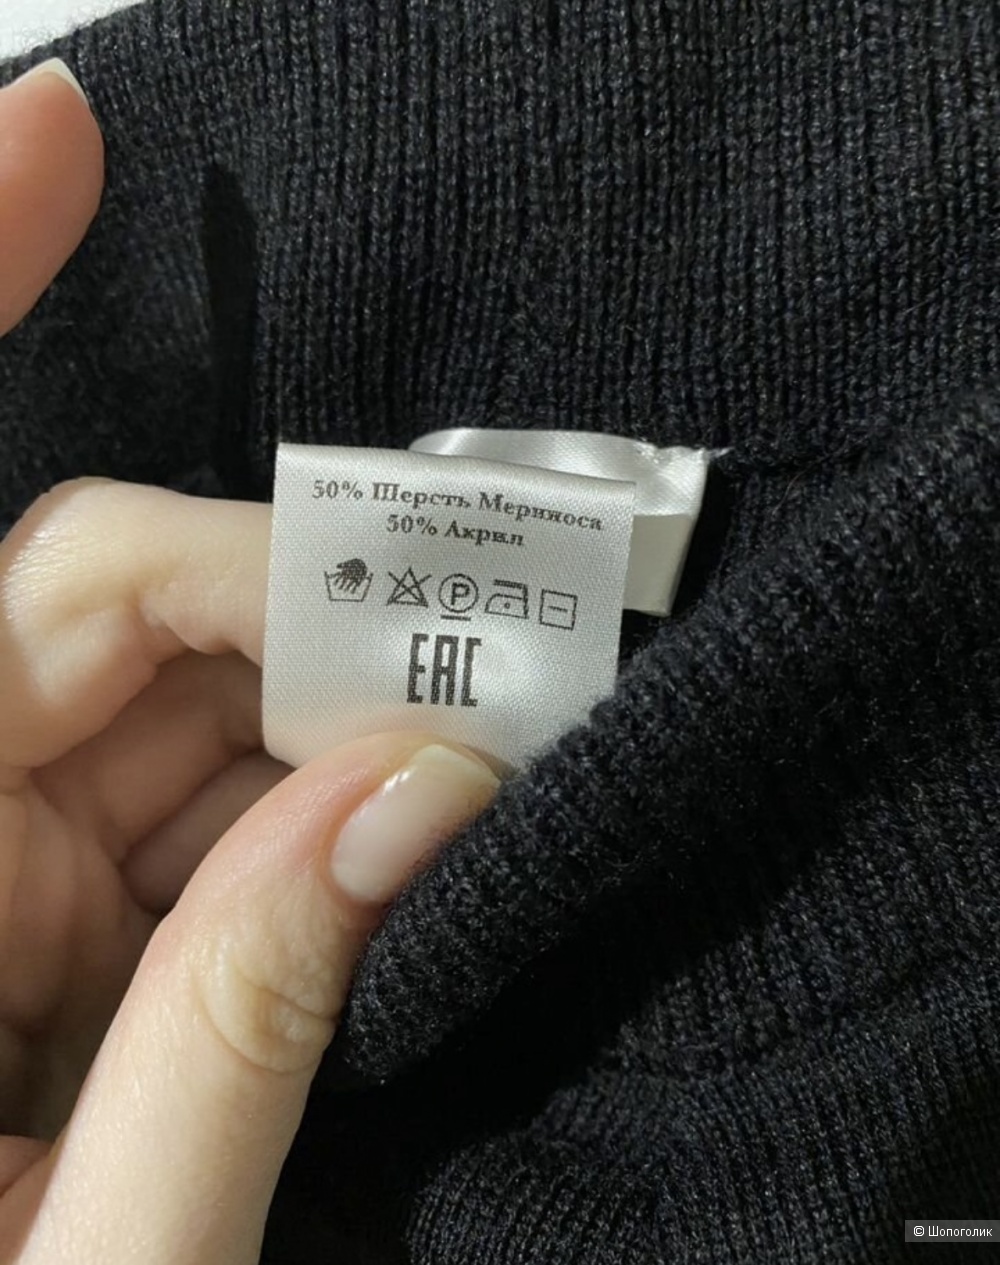 50% Шерсть Мериноса
50% Акрил
P
EAC
© Шопоголик